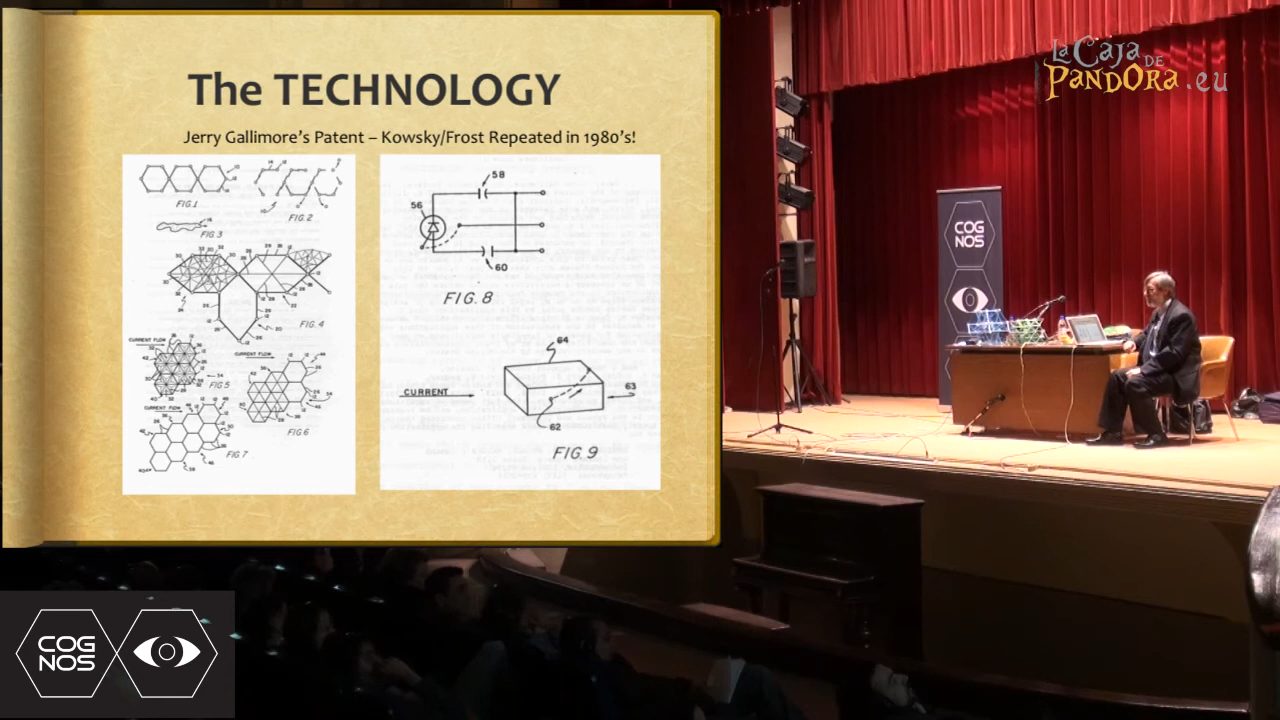 The TECHNOLOGY
Jerry Gallimore's Patent – Kowsky/Frost Repeated in 1980's!
FIG.1
FIG.2
FIG.3
FIG.4
CURRENT FLOW
FIG.5
CURRENT FLOW
FIG.6
CURRENT FLOW
FIG.7
58
56
60
FIG.8
64
CURRENT
63
62
FIG.9
La Caja
DE
PANDORA.eu
COG
NOS
COG
NOS